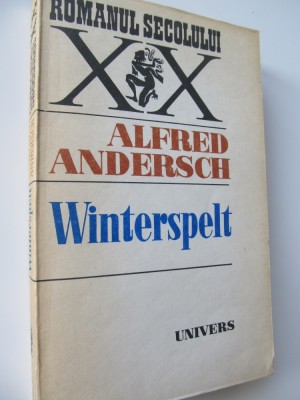 ROMANUL SECOLULUI
XX
ALFRED
ANDERSCH
Winterspelt
UNIVERS